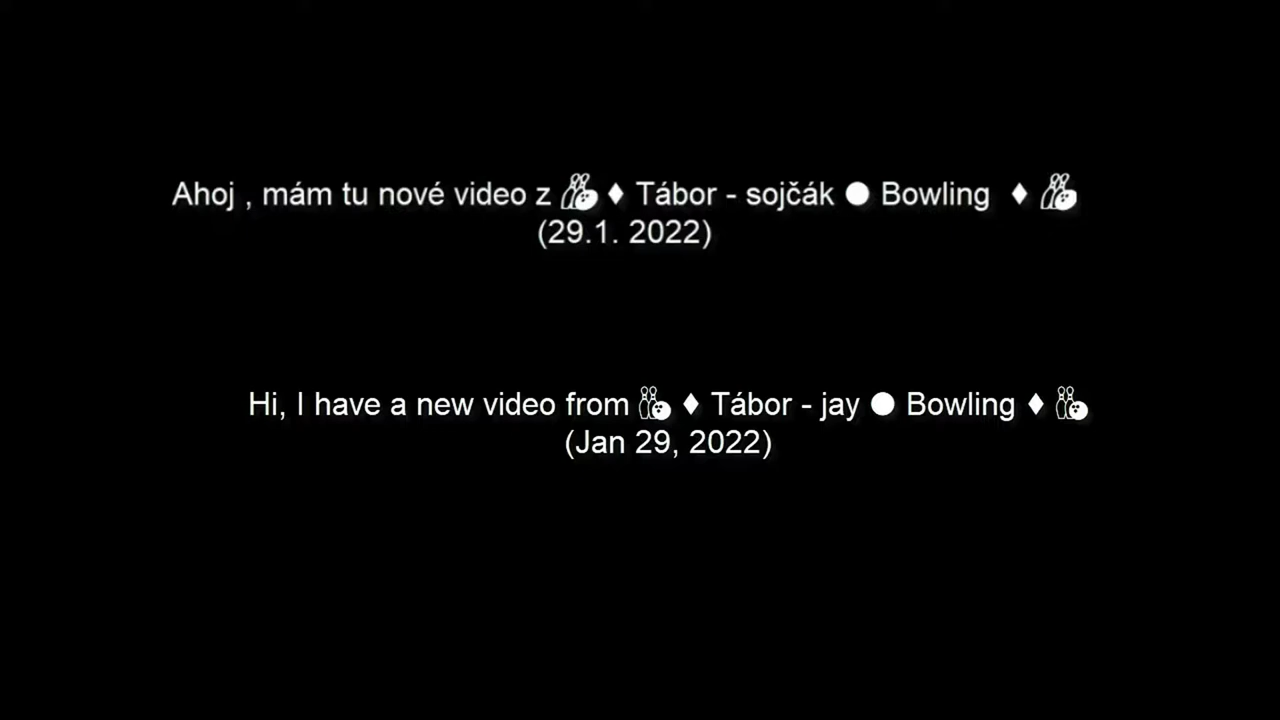 Ahoj , mám tu nové video z 🎳 ♦ Tábor - sojčák ● Bowling ♦ 🎳
(29.1. 2022)
Hi, I have a new video from 🎳 ♦ Tábor - jay ● Bowling ♦ 🎳
(Jan 29, 2022)